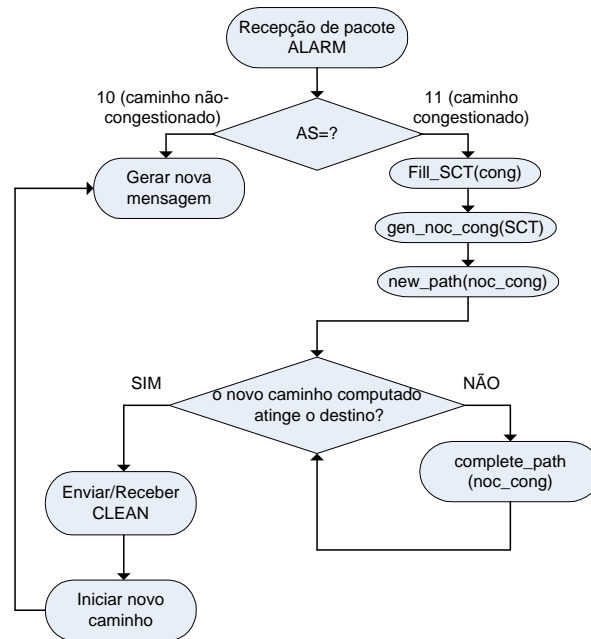 Recepção de pacote
ALARM
10 (caminho não-
congestionado)
11 (caminho
congestionado)
AS=?
Gerar nova
mensagem
Fill_SCT(cong)
gen_noc_cong(SCT)
new_path(noc_cong)
SIM
NÃO
o novo caminho computado
atinge o destino?
complete_path
(noc_cong)
Enviar/Receber
CLEAN
Iniciar novo
caminho